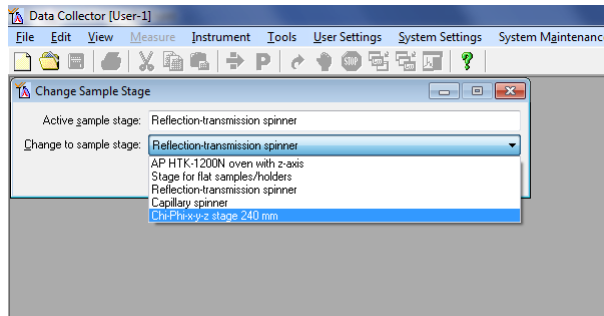 Data Collector [User-1]
File Edit View Measure Instrument Tools User Settings System Settings System Maintenanc
P STOP ?
Change Sample Stage
Active sample stage: Reflection-transmission spinner
Change to sample stage: Reflection-transmission spinner
AP HTK-1200N oven with z-axis
Stage for flat samples/holders
Reflection-transmission spinner
Capillary spinner
Chi-Phi-x-y-z stage 240 mm